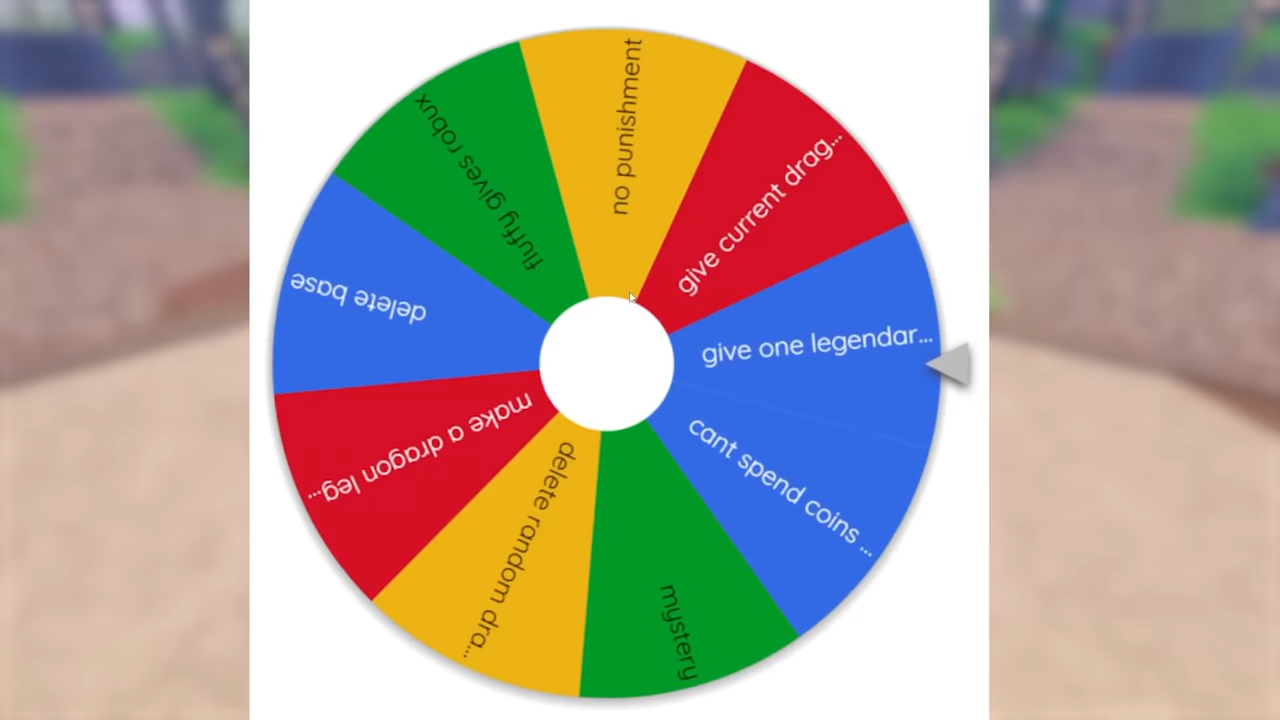 no punishment
give current drag...
give one legendar...
cant spend coins ...
mystery
delete random dra...
make a dragon leg...
delete base
fluffy gives robux